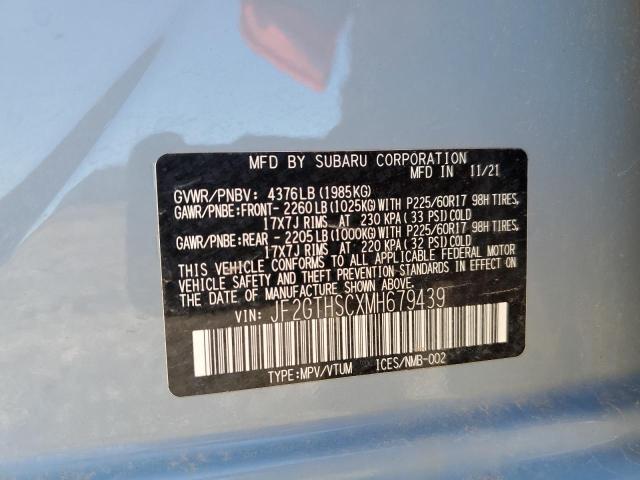 MFD BY SUBARU CORPORATION
MFD IN 11/21
GVWR/PNBV: 4376LB (1985KG)
GAWR/PNBE:FRONT- 2260LB (1025KG)WITH P225/60R17 98H TIRES,
17X7J RIMS AT 230 KPA (33 PSI)COLD
GAWR/PNBE:REAR - 2205LB (1000KG)WITH P225/60R17 98H TIRES,
17X7J RIMS AT 220 KPA (32 PSI)COLD
THIS VEHICLE CONFORMS TO ALL APPLICABLE FEDERAL MOTOR
VEHICLE SAFETY AND THEFT PREVENTION STANDARDS IN EFFECT ON
THE DATE OF MANUFACTURE SHOWN ABOVE.
VIN: JF2GTHSCXMH679439
TYPE:MPV/VTUM ICES/NMB-002